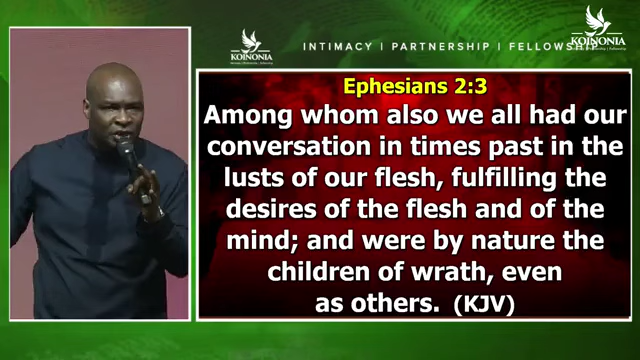 KOINONIA
INTIMACY | PARTNERSHIP | FELLOWSHIP
KOINONIA
Ephesians 2:3
Among whom also we all had our
conversation in times past in the
lusts of our flesh, fulfilling the
desires of the flesh and of the
mind; and were by nature the
children of wrath, even
as others. (KJV)